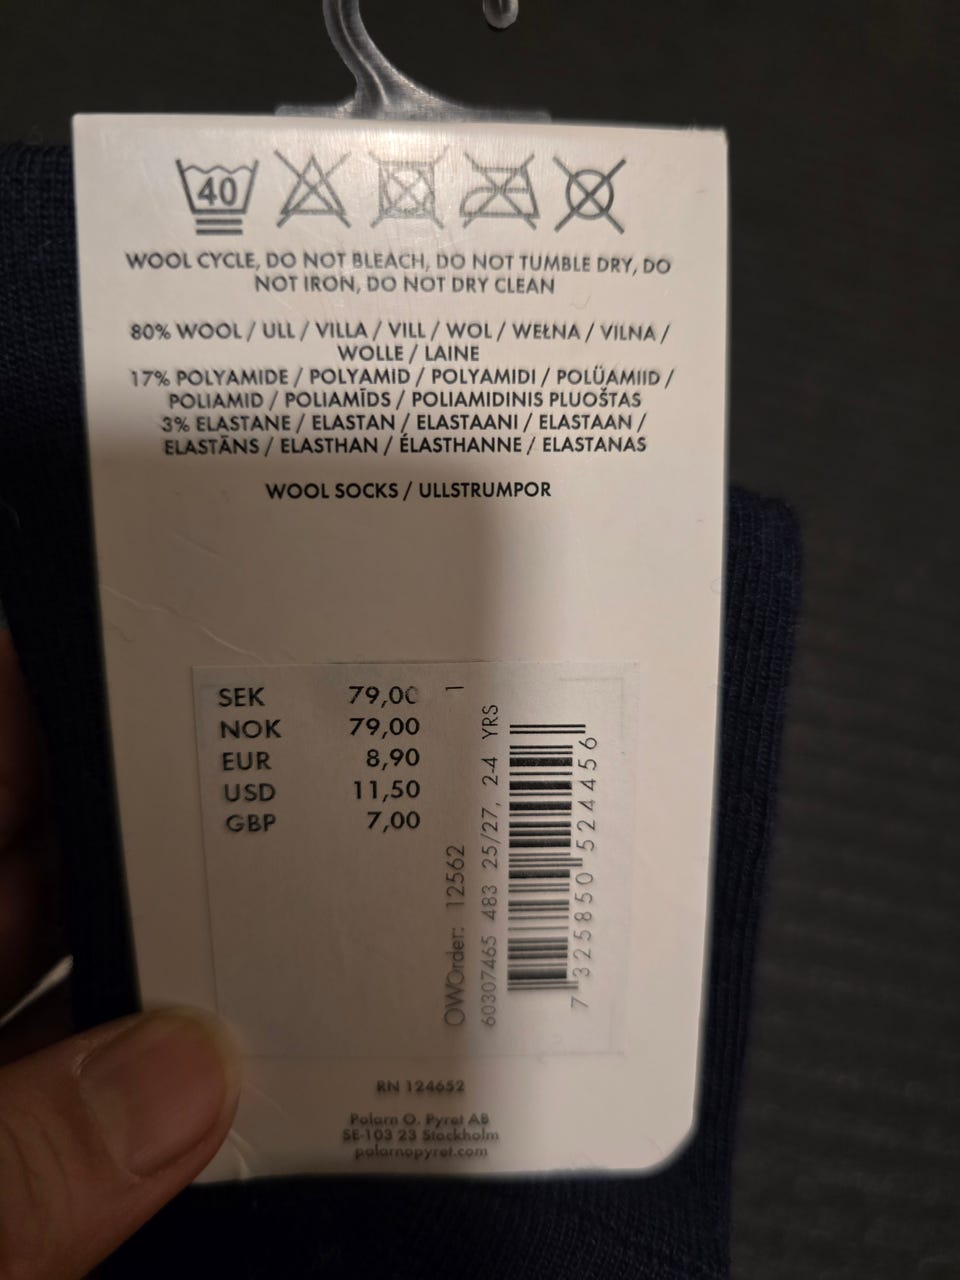 40
WOOL CYCLE, DO NOT BLEACH, DO NOT TUMBLE DRY, DO
NOT IRON, DO NOT DRY CLEAN
80% WOOL / ULL / VILLA / VILL / WOL / WEŁNA / VILNA /
WOLLE / LAINE
17% POLYAMIDE / POLYAMID / POLYAMIDI / POLÜAMIID /
POLIAMID / POLIAMĪDS / POLIAMIDINIS PLUOŠTAS
3% ELASTANE / ELASTAN / ELASTAANI / ELASTAAN /
ELASTĀNS / ELASTHAN / ÉLASTHANNE / ELASTANAS
WOOL SOCKS / ULLSTRUMPOR
SEK 79,00
NOK 79,00
EUR 8,90
USD 11,50
GBP 7,00
OWOrder: 12562 1
60307465 483 25/27, 2-4 YRS
7 325850 524456
RN 124652
Polarn O. Pyret AB
SE-103 23 Stockholm
polarnopyret.com